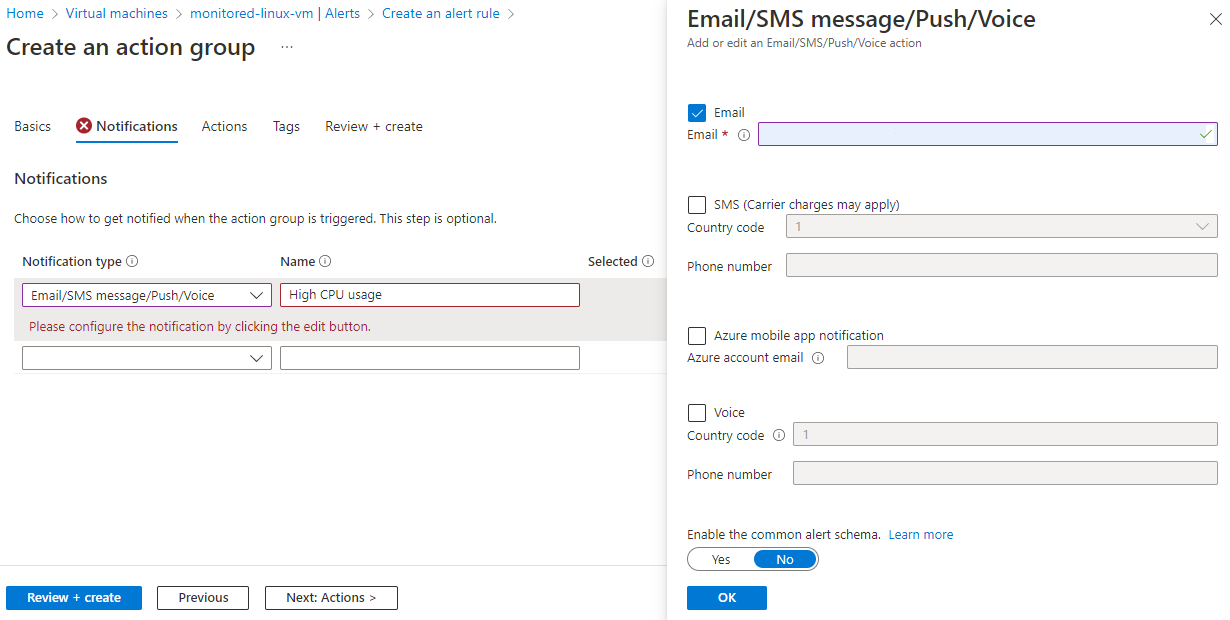 Home > Virtual machines > monitored-linux-vm | Alerts > Create an alert rule >
Create an action group ...
Basics
Notifications
Actions
Tags
Review + create
Notifications
Choose how to get notified when the action group is triggered. This step is optional.
Notification type
Name
Selected
Email/SMS message/Push/Voice
High CPU usage
Please configure the notification by clicking the edit button.
Review + create
Previous
Next: Actions >
Email/SMS message/Push/Voice
Add or edit an Email/SMS/Push/Voice action
Email
Email *
SMS (Carrier charges may apply)
Country code
1
Phone number
Azure mobile app notification
Azure account email
Voice
Country code
1
Phone number
Enable the common alert schema. Learn more
Yes
No
OK